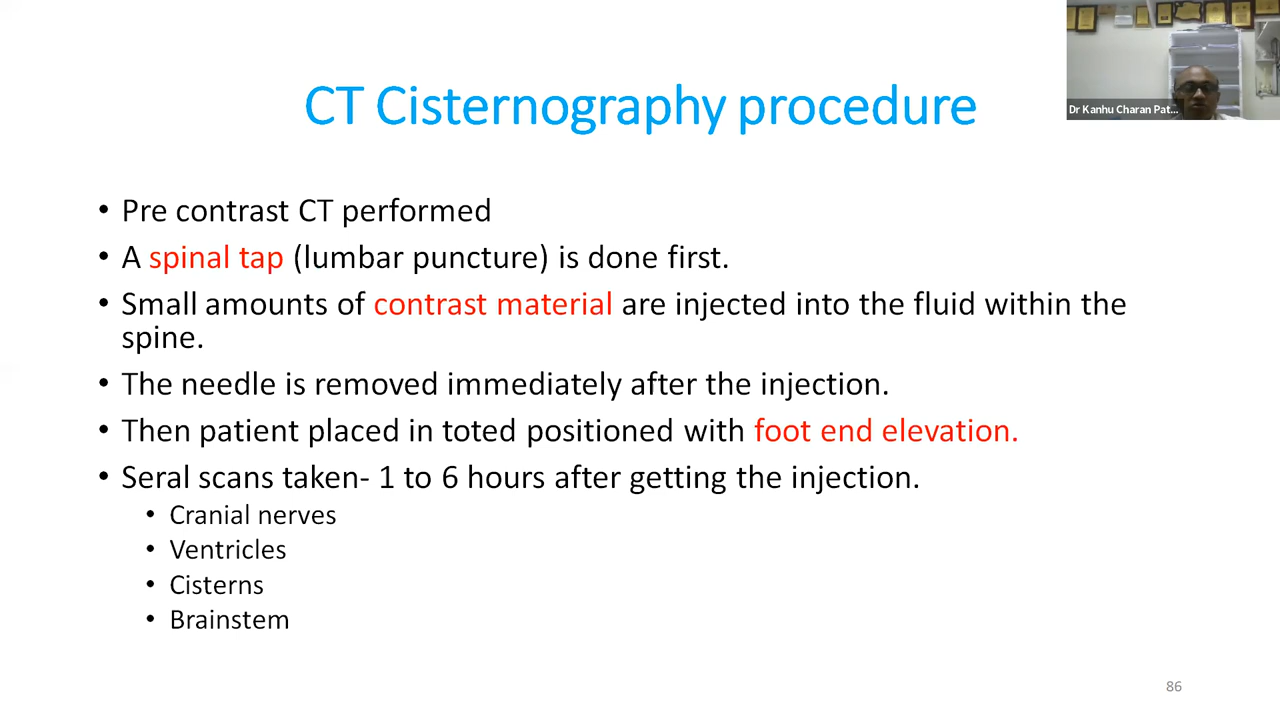 Dr Kanhu Charan Pat...
CT Cisternography procedure
• Pre contrast CT performed
• A spinal tap (lumbar puncture) is done first.
• Small amounts of contrast material are injected into the fluid within the
spine.
• The needle is removed immediately after the injection.
• Then patient placed in toted positioned with foot end elevation.
• Seral scans taken- 1 to 6 hours after getting the injection.
• Cranial nerves
• Ventricles
• Cisterns
• Brainstem
86